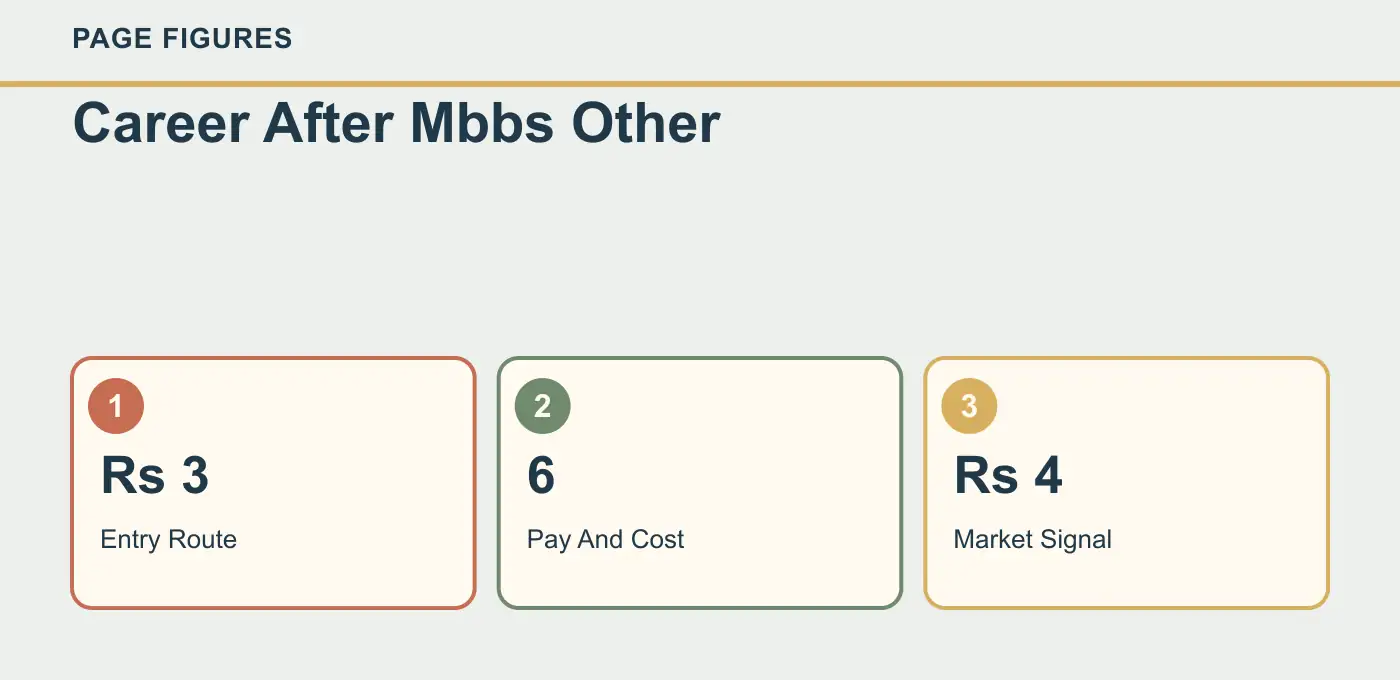 PAGE FIGURES
Career After Mbbs Other
1
Rs 3
Entry Route
2
6
Pay And Cost
3
Rs 4
Market Signal